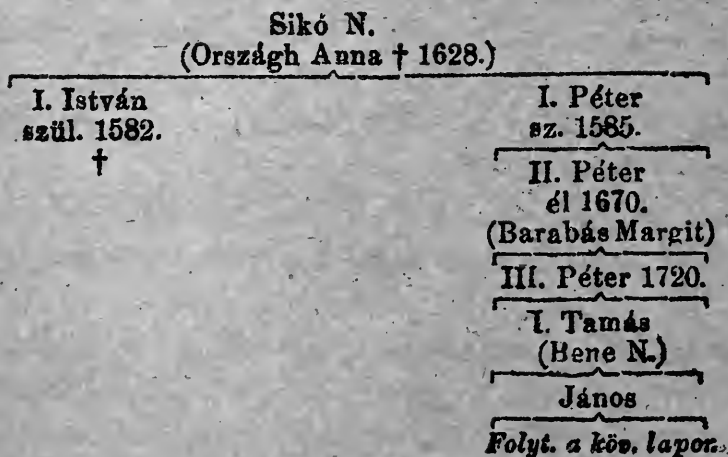 Sikó N.
(Országh Anna † 1628.)
I. István
szül. 1582.
†
I. Péter
sz. 1585.
II. Péter
él 1670.
(Barabás Margit)
III. Péter 1720.
I. Tamás
(Bene N.)
János
Folyt. a köv. lapon.